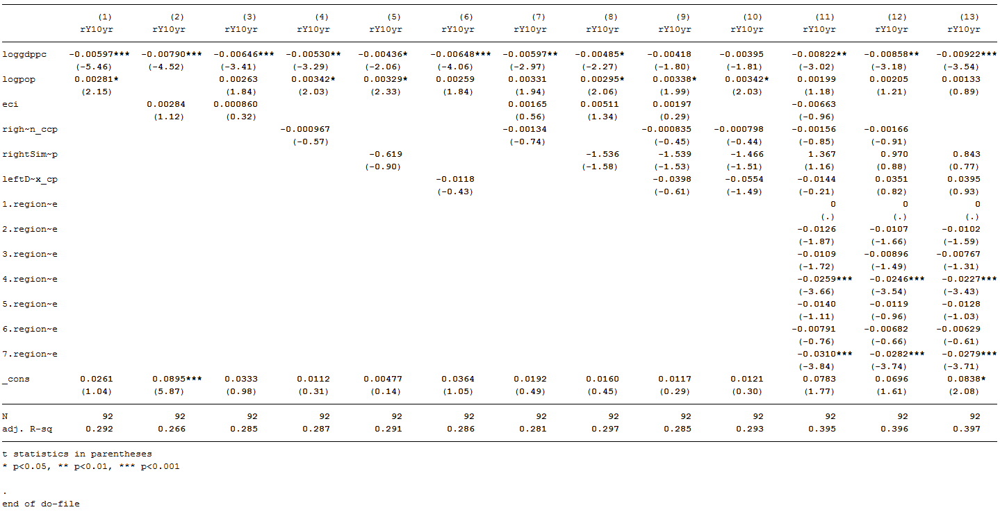 (1) (2) (3) (4) (5) (6) (7) (8) (9) (10) (11) (12) (13)
rY10yr rY10yr rY10yr rY10yr rY10yr rY10yr rY10yr rY10yr rY10yr rY10yr rY10yr rY10yr rY10yr
loggdppc -0.00597*** -0.00790*** -0.00646*** -0.00530** -0.00436* -0.00648*** -0.00597** -0.00485* -0.00418 -0.00395 -0.00822** -0.00858** -0.00922***
(-5.46) (-4.52) (-3.41) (-3.29) (-2.06) (-4.06) (-2.97) (-2.27) (-1.80) (-1.81) (-3.02) (-3.18) (-3.54)
logpop 0.00281* 0.00263 0.00342* 0.00329* 0.00259 0.00331 0.00295* 0.00338* 0.00342* 0.00199 0.00205 0.00133
(2.15) (1.84) (2.03) (2.33) (1.84) (1.94) (2.06) (1.99) (2.03) (1.18) (1.21) (0.89)
eci 0.00284 0.000860 0.00165 0.00511 0.00197 -0.00663
(1.12) (0.32) (0.56) (1.34) (0.29) (-0.96)
righ~n_ccp -0.000967 -0.00134 -0.000835 -0.000798 -0.00156 -0.00166
(-0.57) (-0.74) (-0.45) (-0.44) (-0.85) (-0.91)
rightSim~p -0.619 -1.536 -1.539 -1.466 1.367 0.970 0.843
(-0.90) (-1.58) (-1.53) (-1.51) (1.16) (0.88) (0.77)
leftD~x_cp -0.0118 -0.0398 -0.0554 -0.0144 0.0351 0.0395
(-0.43) (-0.61) (-1.49) (-0.21) (0.82) (0.93)
1.region~e 0 0 0
(.) (.) (.)
2.region~e -0.0126 -0.0107 -0.0102
(-1.87) (-1.66) (-1.59)
3.region~e -0.0109 -0.00896 -0.00767
(-1.72) (-1.49) (-1.31)
4.region~e -0.0259*** -0.0246*** -0.0227***
(-3.66) (-3.54) (-3.43)
5.region~e -0.0140 -0.0119 -0.0128
(-1.11) (-0.96) (-1.03)
6.region~e -0.00791 -0.00682 -0.00629
(-0.76) (-0.66) (-0.61)
7.region~e -0.0310*** -0.0282*** -0.0279***
(-3.84) (-3.74) (-3.71)
_cons 0.0261 0.0895*** 0.0333 0.0112 0.00477 0.0364 0.0192 0.0160 0.0117 0.0121 0.0783 0.0696 0.0838*
(1.04) (5.87) (0.98) (0.31) (0.14) (1.05) (0.49) (0.45) (0.29) (0.30) (1.77) (1.61) (2.08)
N 92 92 92 92 92 92 92 92 92 92 92 92 92
adj. R-sq 0.292 0.266 0.285 0.287 0.291 0.286 0.281 0.297 0.285 0.293 0.395 0.396 0.397
t statistics in parentheses
* p<0.05, ** p<0.01, *** p<0.001
.
end of do-file